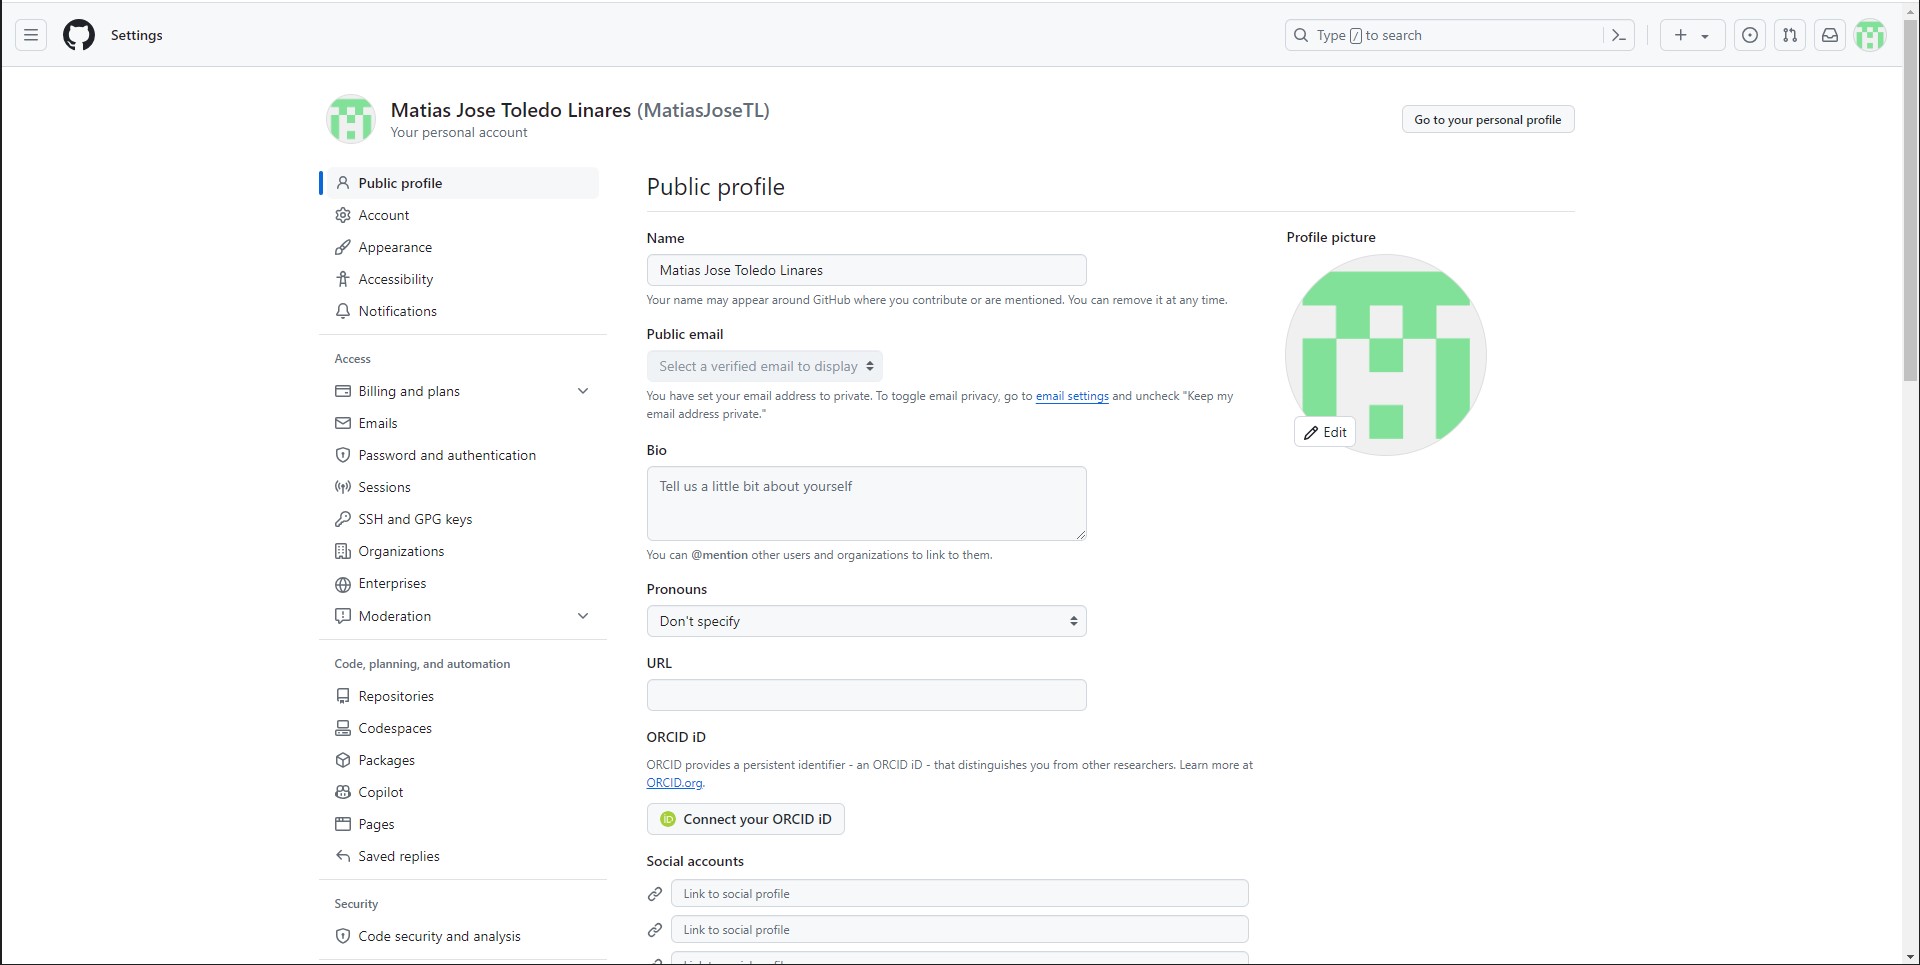 Settings
Type / to search
Matias Jose Toledo Linares (MatiasJoseTL)
Your personal account
Go to your personal profile
Public profile
Account
Appearance
Accessibility
Notifications
Access
Billing and plans
Emails
Password and authentication
Sessions
SSH and GPG keys
Organizations
Enterprises
Moderation
Code, planning, and automation
Repositories
Codespaces
Packages
Copilot
Pages
Saved replies
Security
Code security and analysis
Public profile
Name
Matias Jose Toledo Linares
Your name may appear around GitHub where you contribute or are mentioned. You can remove it at any time.
Public email
Select a verified email to display
You have set your email address to private. To toggle email privacy, go to email settings and uncheck "Keep my
email address private."
Bio
Tell us a little bit about yourself
You can @mention other users and organizations to link to them.
Pronouns
Don't specify
URL
ORCID iD
ORCID provides a persistent identifier - an ORCID iD - that distinguishes you from other researchers. Learn more at
ORCID.org.
iD Connect your ORCID iD
Social accounts
Link to social profile
Link to social profile
Profile picture
Edit